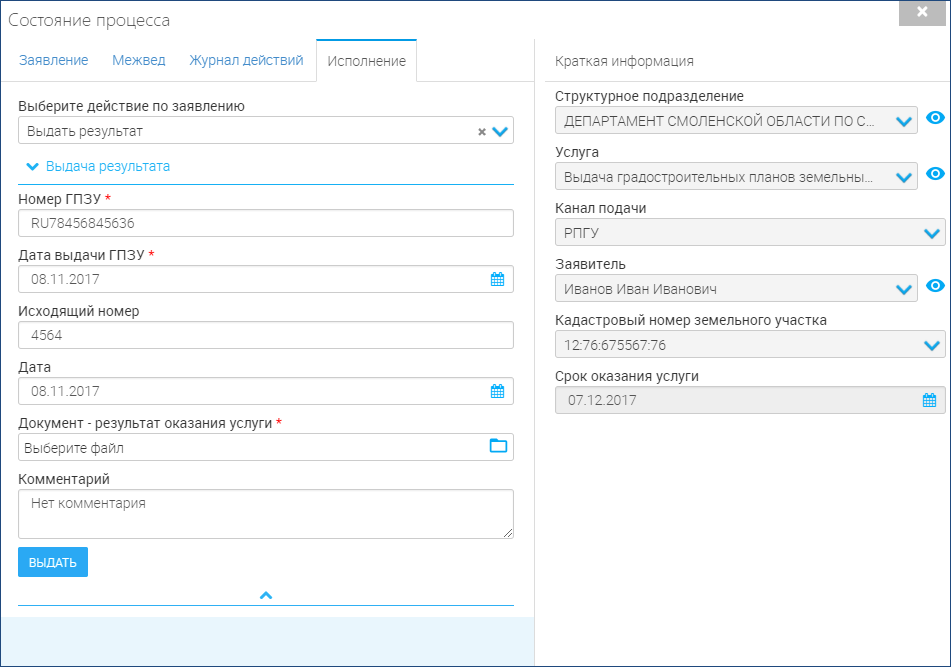 Состояние процесса
Заявление
Межвед
Журнал действий
Исполнение
Выберите действие по заявлению
Выдать результат
Выдача результата
Номер ГПЗУ *
RU78456845636
Дата выдачи ГПЗУ *
08.11.2017
Исходящий номер
4564
Дата
08.11.2017
Документ - результат оказания услуги *
Выберите файл
Комментарий
Нет комментария
ВЫДАТЬ
Краткая информация
Структурное подразделение
ДЕПАРТАМЕНТ СМОЛЕНСКОЙ ОБЛАСТИ ПО С...
Услуга
Выдача градостроительных планов земельны...
Канал подачи
РПГУ
Заявитель
Иванов Иван Иванович
Кадастровый номер земельного участка
12:76:675567:76
Срок оказания услуги
07.12.2017